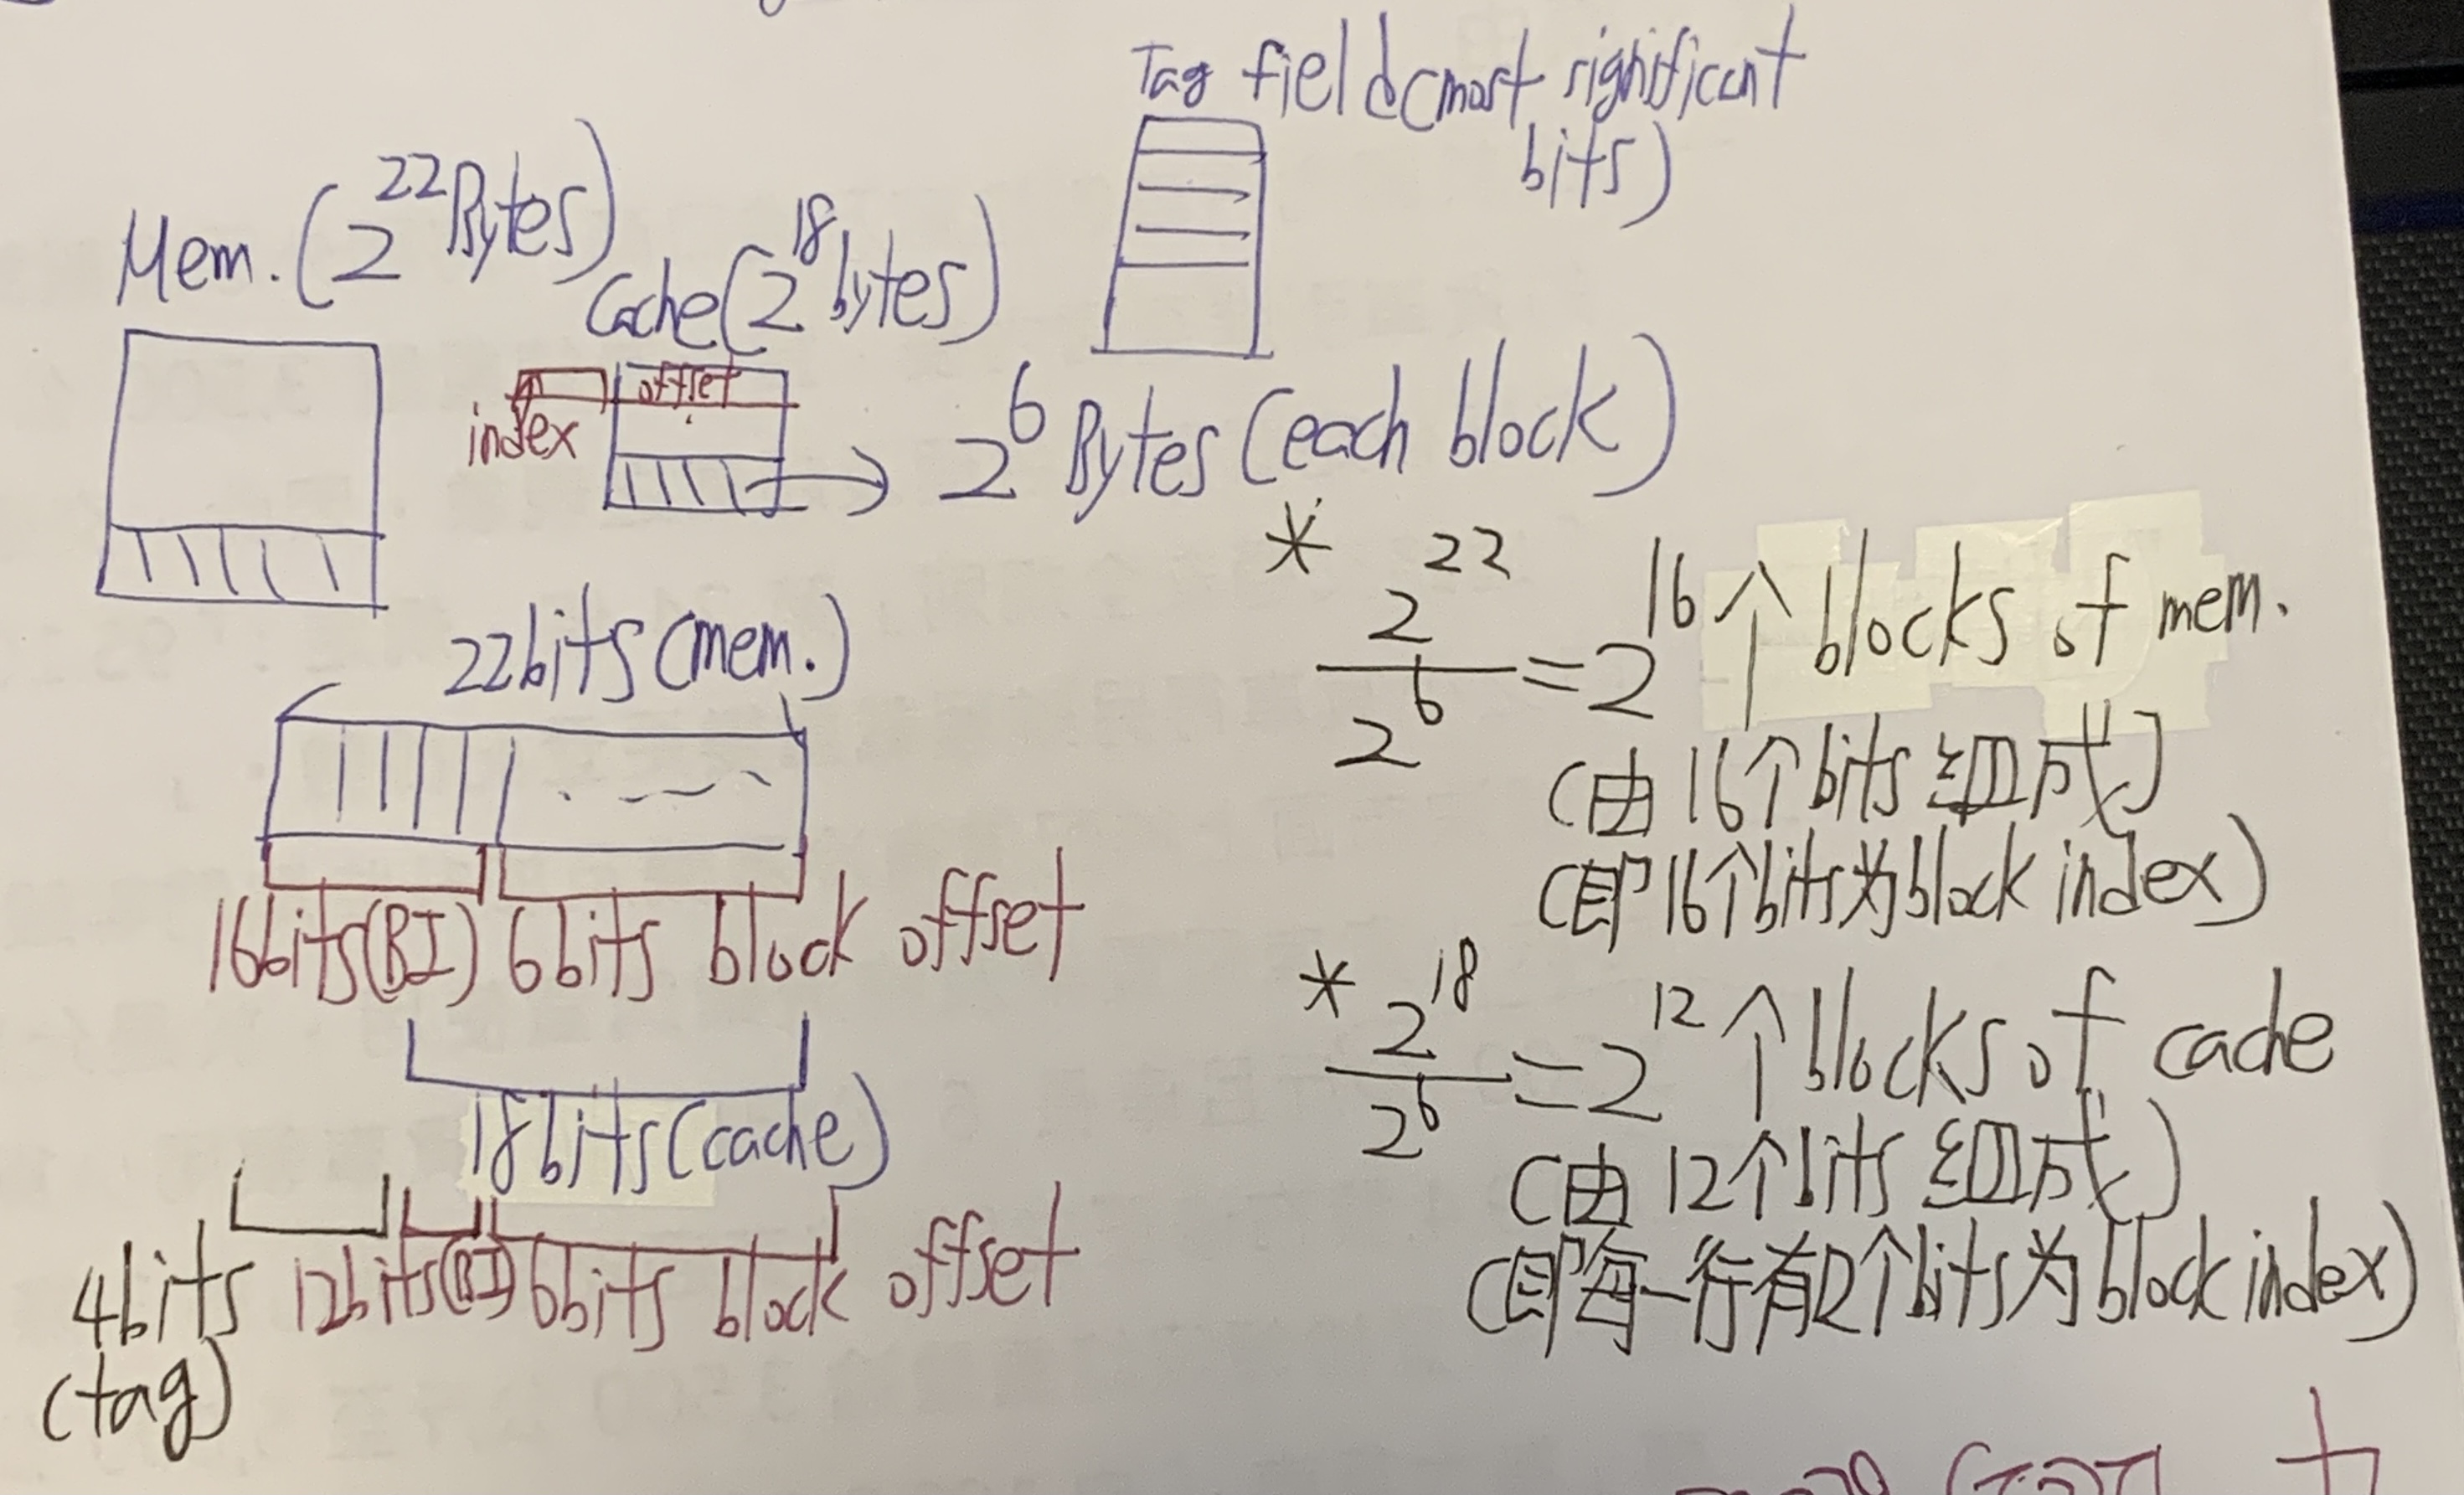 Tag field (most significant
bits)
Mem. (2^22 Bytes)
Cache (2^18 bytes)
offset
index
2^6 Bytes (each block)
22bits (mem.)
16bits (BI) 6bits block offset
18bits (cache)
4bits 12bits (BI) 6bits block offset
(tag)
* 2^22 / 2^6 = 2^16 个 blocks of mem.
(由 16个bits 组成)
(即 16个bits为block index)
* 2^18 / 2^6 = 2^12 个 blocks of cache
(由 12个bits 组成)
(即每一行有12个bits为block index)